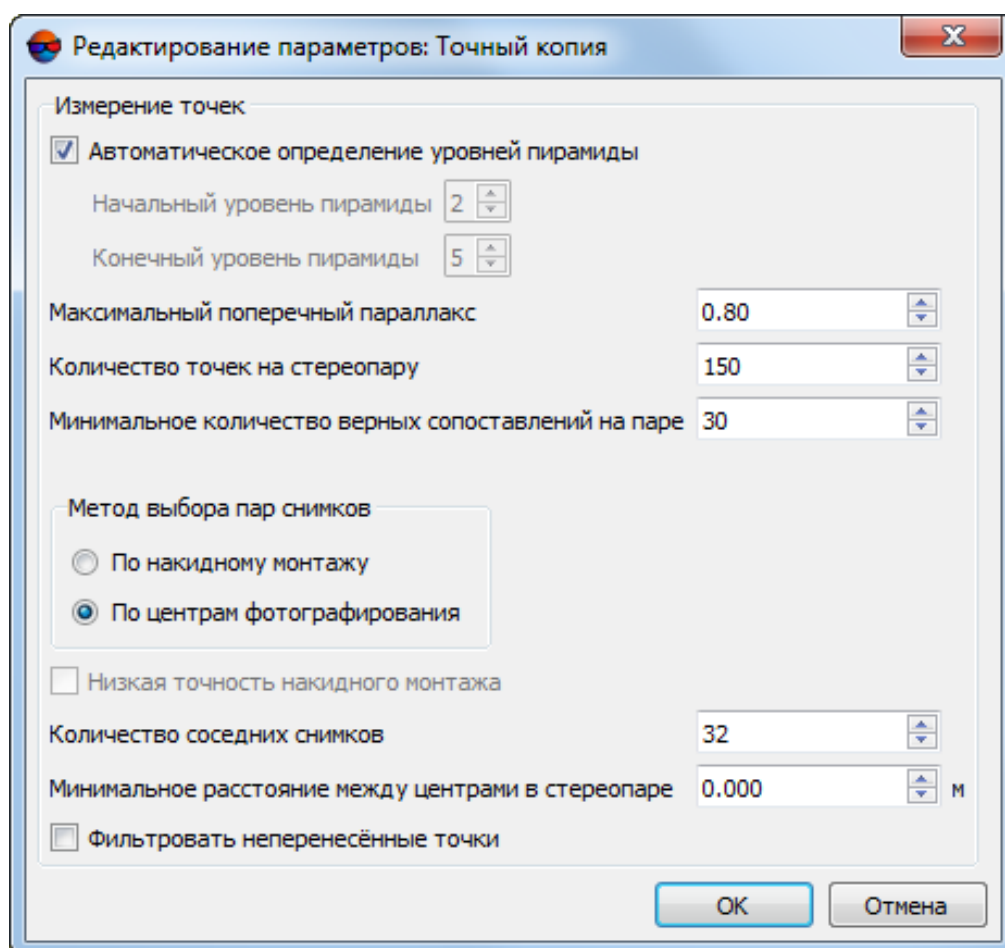 Редактирование параметров: Точный копия
Измерение точек
Автоматическое определение уровней пирамиды
Начальный уровень пирамиды 2
Конечный уровень пирамиды 5
Максимальный поперечный параллакс 0.80
Количество точек на стереопару 150
Минимальное количество верных сопоставлений на паре 30
Метод выбора пар снимков
По накидному монтажу
По центрам фотографирования
Низкая точность накидного монтажа
Количество соседних снимков 32
Минимальное расстояние между центрами в стереопаре 0.000 м
Фильтровать неперенесённые точки
OK Отмена